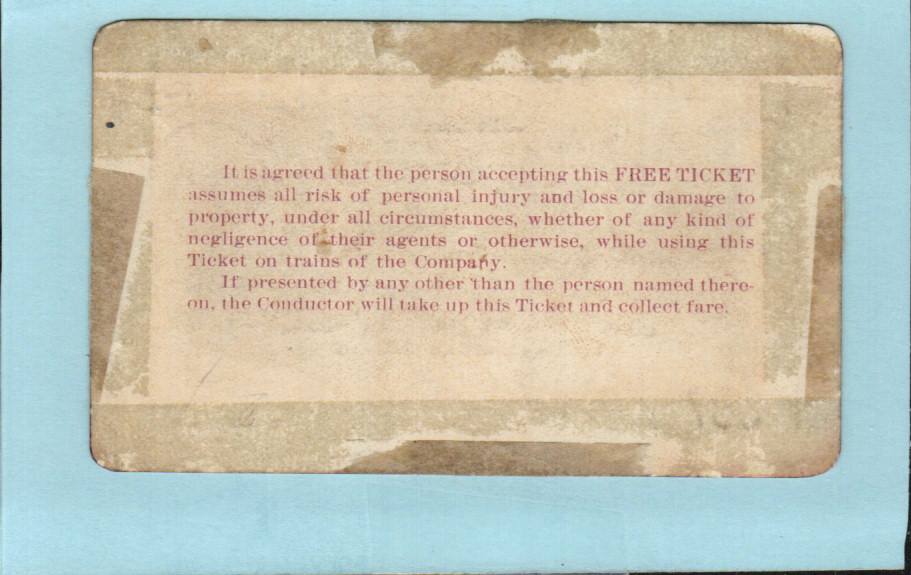 It is agreed that the person accepting this FREE TICKET
assumes all risk of personal injury and loss or damage to
property, under all circumstances, whether of any kind of
negligence of their agents or otherwise, while using this
Ticket on trains of the Company.
If presented by any other than the person named there-
on, the Conductor will take up this Ticket and collect fare.